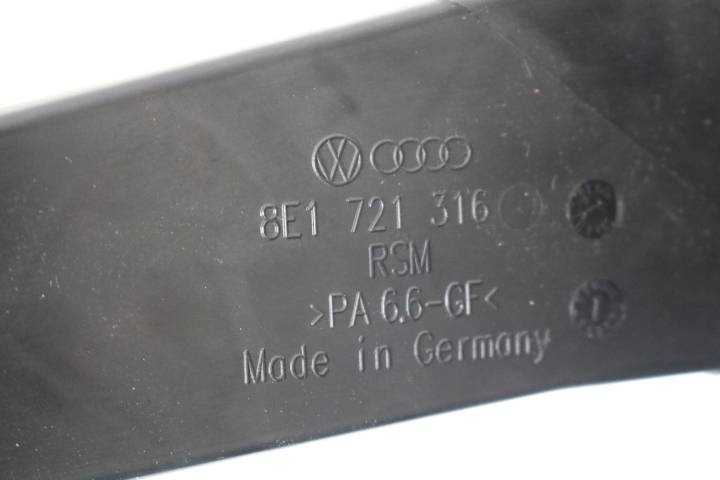 8E1 721 316
RSM
>PA 6.6-GF<
Made in Germany